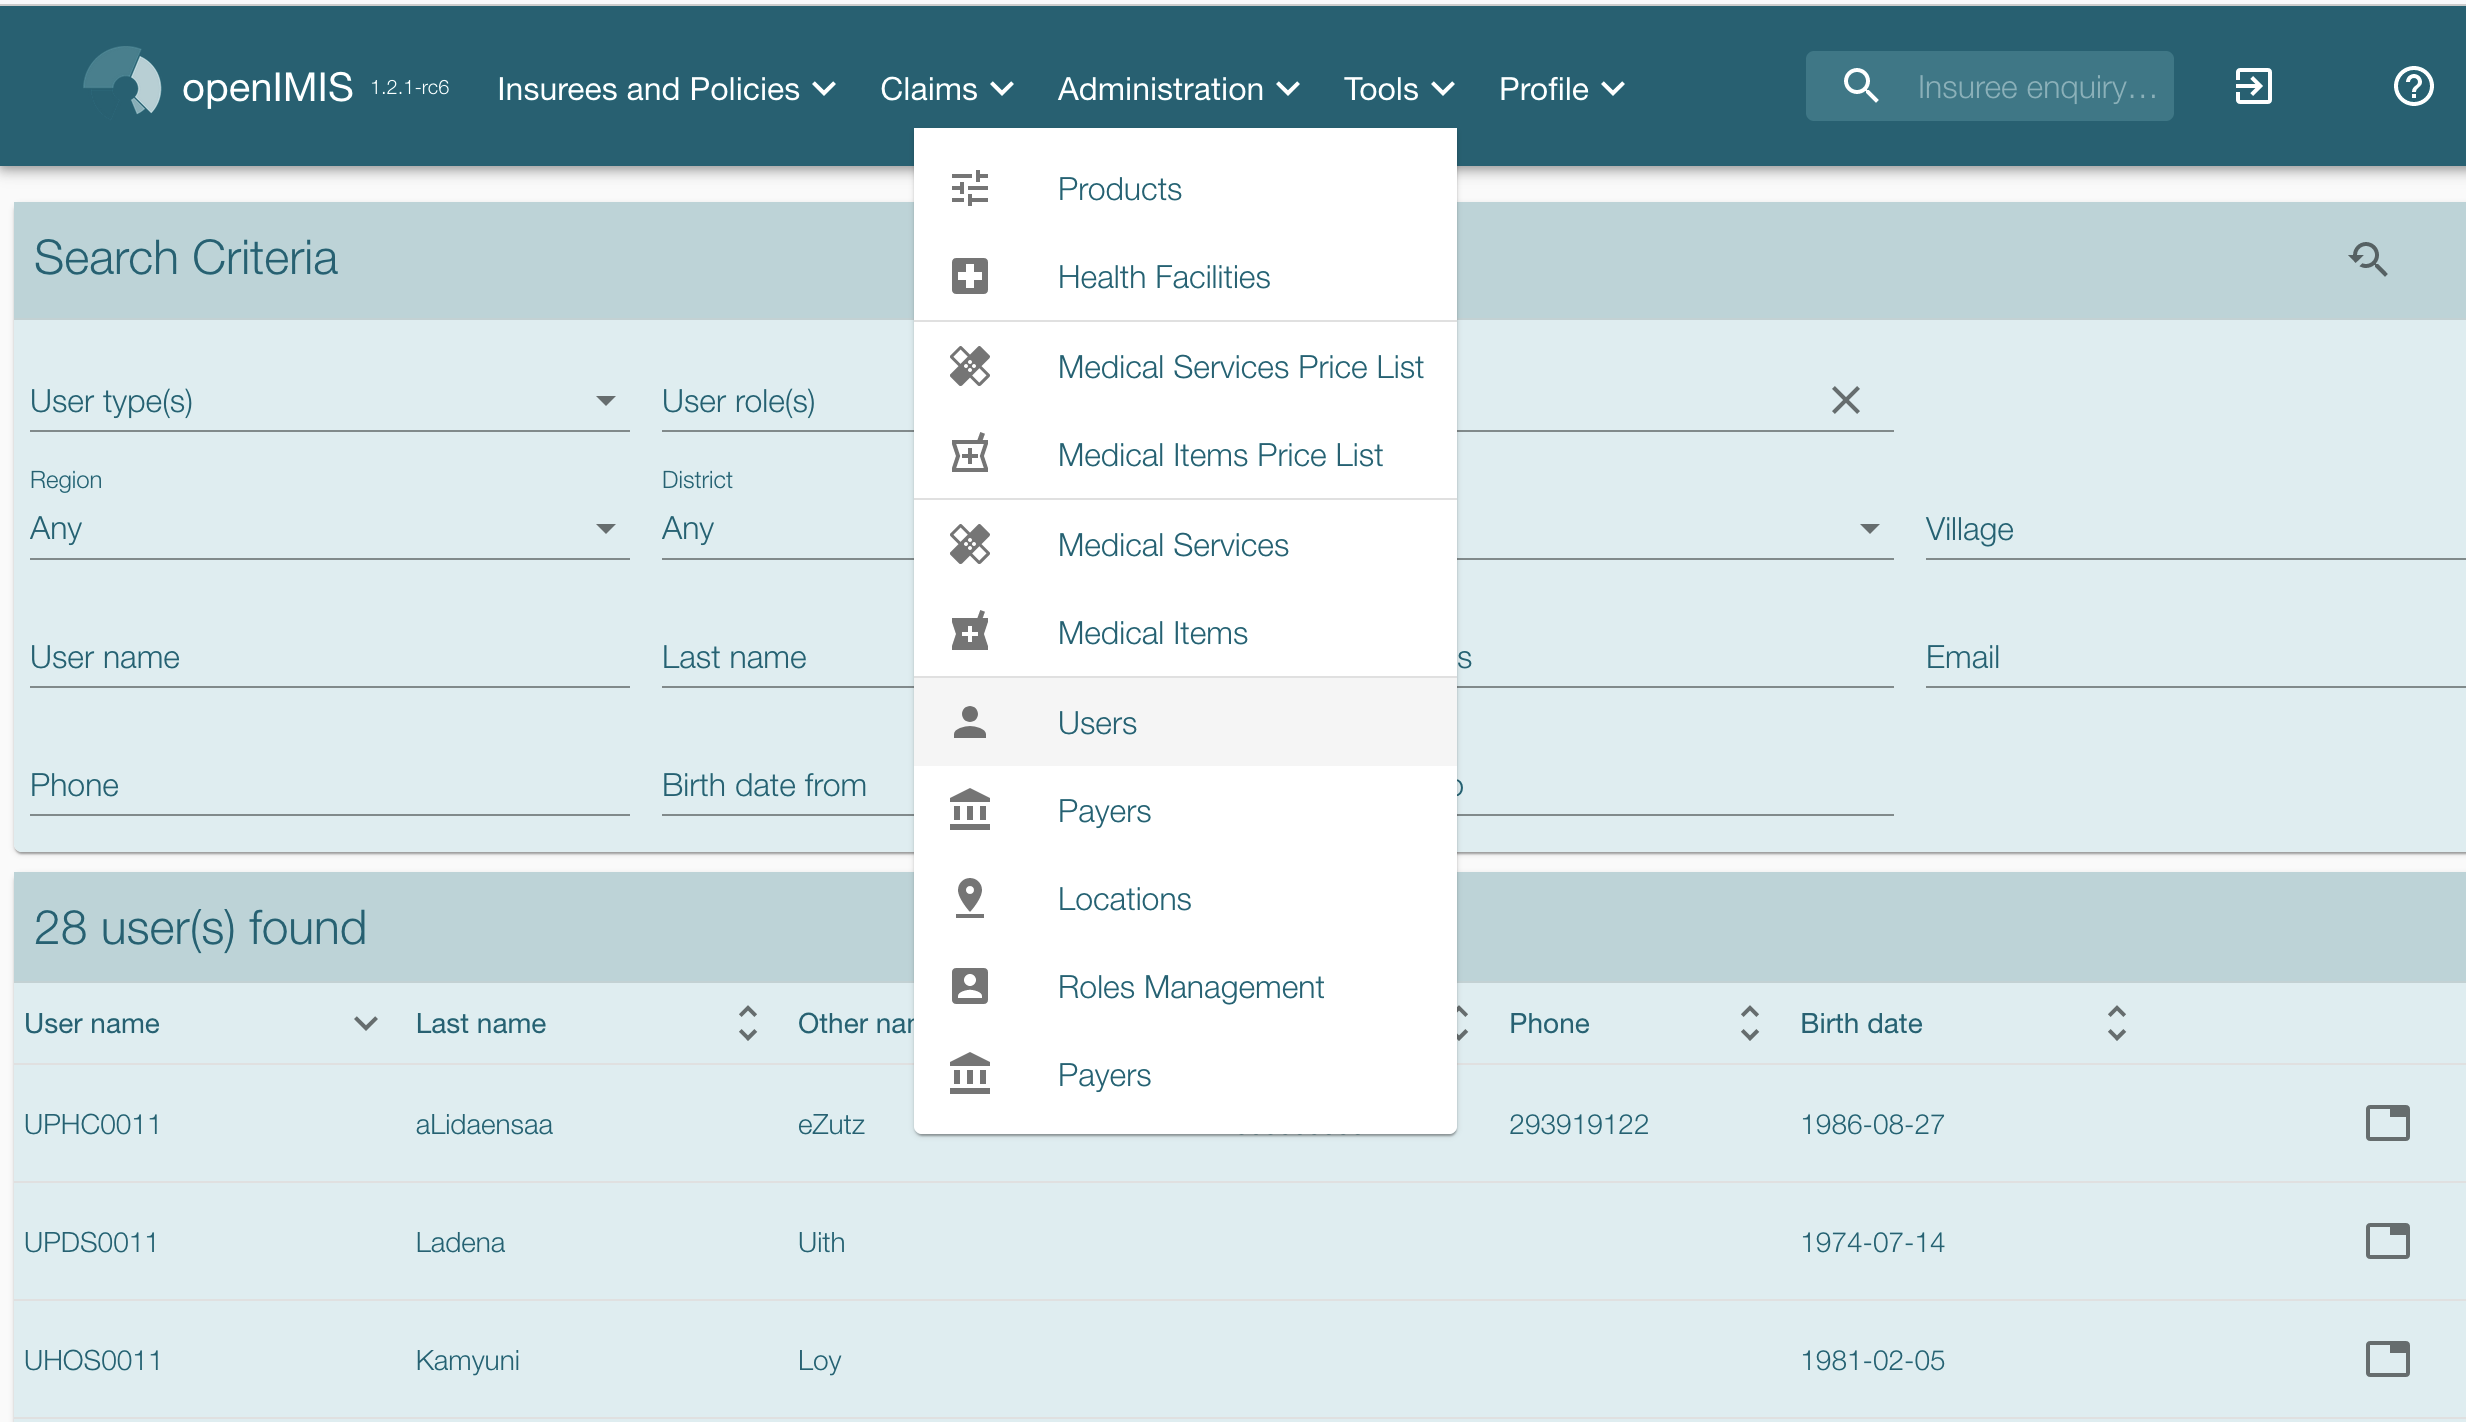 openIMIS 1.2.1-rc6 Insurees and Policies Claims Administration Tools Profile Insuree enquiry...
Products
Health Facilities
Medical Services Price List
Medical Items Price List
Medical Services
Medical Items
Users
Payers
Locations
Roles Management
Payers
Search Criteria
User type(s) User role(s)
Region District
Any Any Village
User name Last name s Email
Phone Birth date from
28 user(s) found
User name Last name Other nar Phone Birth date
UPHC0011 aLidaensaa eZutz 293919122 1986-08-27
UPDS0011 Ladena Uith 1974-07-14
UHOS0011 Kamyuni Loy 1981-02-05